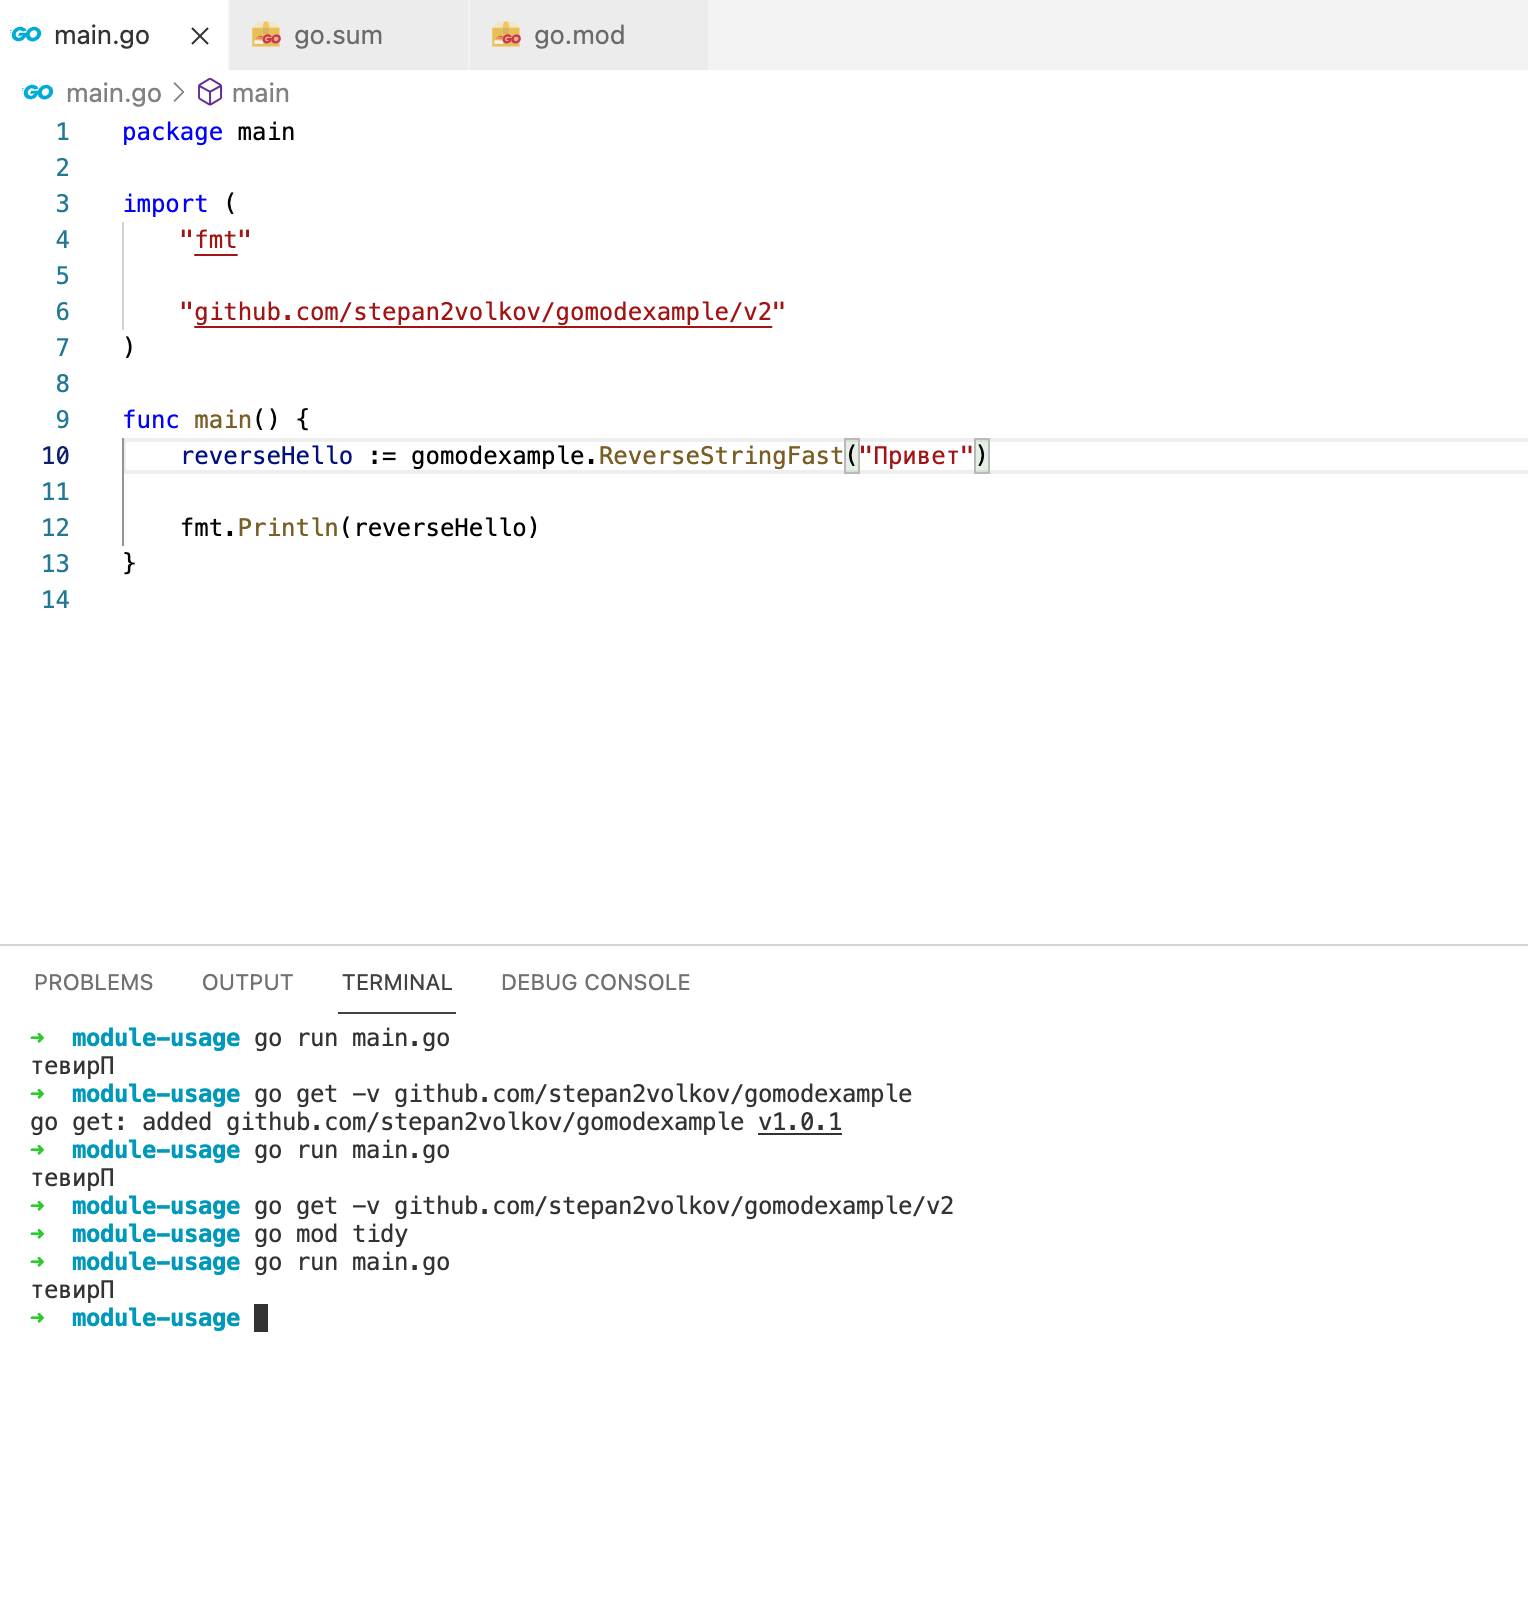 main.go × go.sum go.mod
main.go > main
1 package main
2
3 import (
4 "fmt"
5
6 "github.com/stepan2volkov/gomodexample/v2"
7 )
8
9 func main() {
10 reverseHello := gomodexample.ReverseStringFast("Привет")
11
12 fmt.Println(reverseHello)
13 }
14
PROBLEMS OUTPUT TERMINAL DEBUG CONSOLE
➜ module-usage go run main.go
тевирП
➜ module-usage go get -v github.com/stepan2volkov/gomodexample
go get: added github.com/stepan2volkov/gomodexample v1.0.1
➜ module-usage go run main.go
тевирП
➜ module-usage go get -v github.com/stepan2volkov/gomodexample/v2
➜ module-usage go mod tidy
➜ module-usage go run main.go
тевирП
➜ module-usage